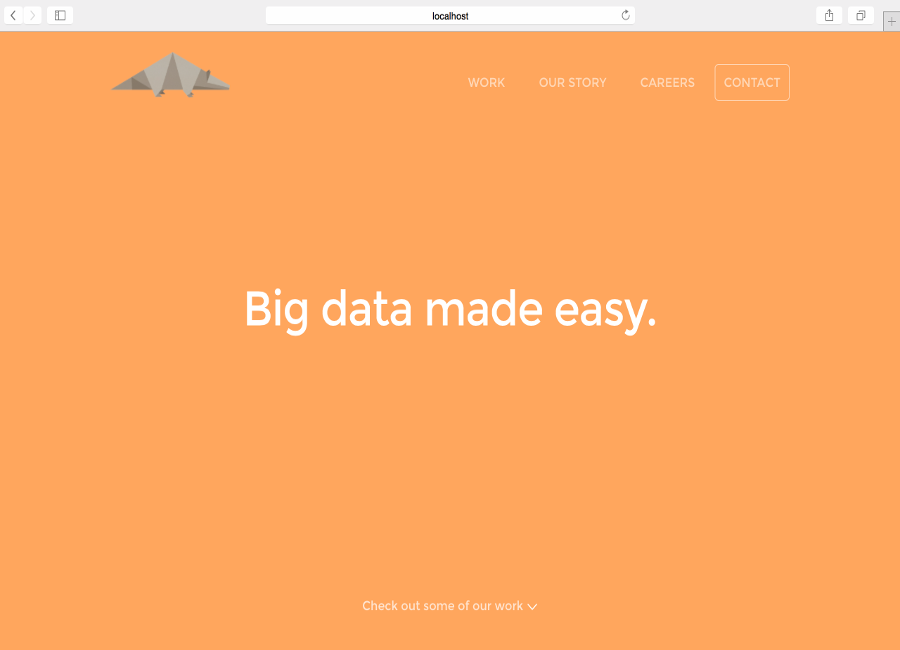 localhost
WORK OUR STORY CAREERS CONTACT
Big data made easy.
Check out some of our work